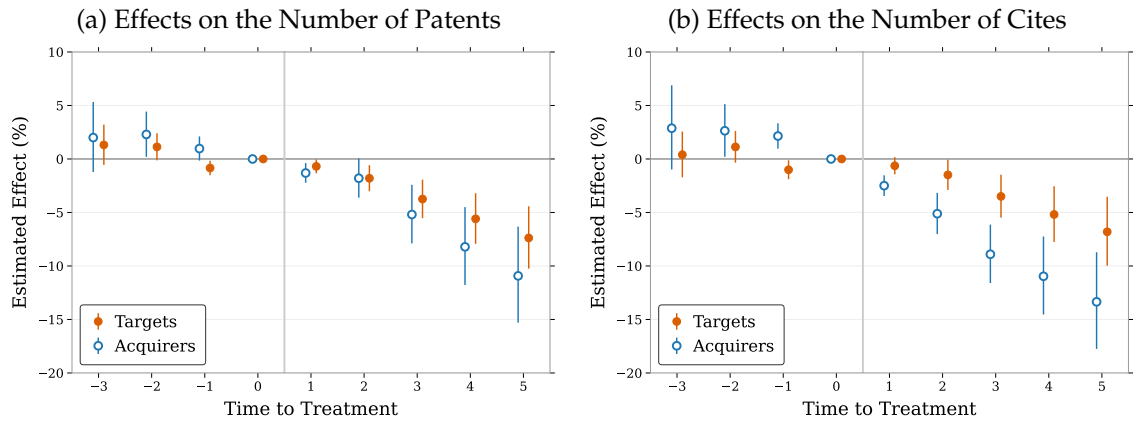 (a) Effects on the Number of Patents
10
5
0
−5
−10
−15
−20
Estimated Effect (%)
Targets
Acquirers
−3 −2 −1 0 1 2 3 4 5
Time to Treatment
(b) Effects on the Number of Cites
10
5
0
−5
−10
−15
−20
Estimated Effect (%)
Targets
Acquirers
−3 −2 −1 0 1 2 3 4 5
Time to Treatment